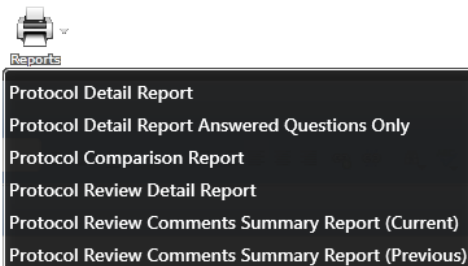 Reports
Protocol Detail Report
Protocol Detail Report Answered Questions Only
Protocol Comparison Report
Protocol Review Detail Report
Protocol Review Comments Summary Report (Current)
Protocol Review Comments Summary Report (Previous)